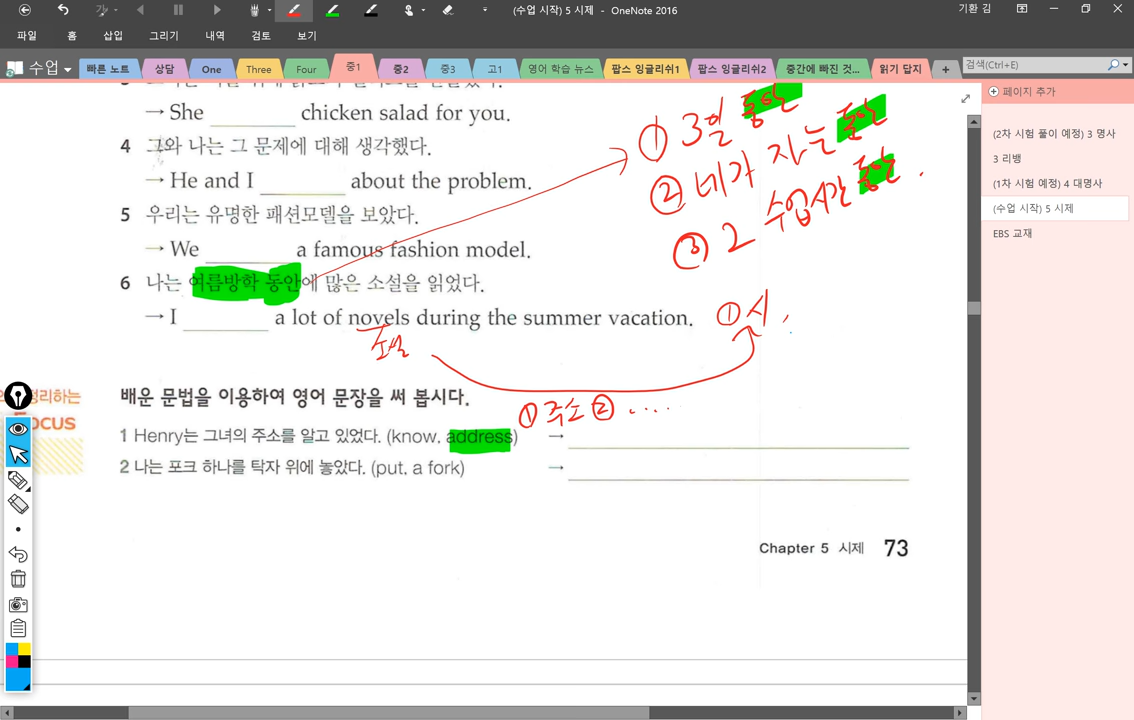 (수업 시작) 5 시제 - OneNote 2016
기환 김
파일 홈 삽입 그리기 내역 검토 보기
수업 빠른 노트 상담 One Three Four 중1 중2 중3 고1 영어 학습 뉴스 팝스 잉글리쉬1 팝스 잉글리쉬2 중간에 빠진 것... 읽기 답지 + 검색(Ctrl+E)
페이지 추가
(2차 시험 풀이 예정) 3 명사
3 리뱅
(1차 시험 예정) 4 대명사
(수업 시작) 5 시제
EBS 교재
→ She chicken salad for you.
4 그와 나는 그 문제에 대해 생각했다.
→ He and I about the problem.
5 우리는 유명한 패션모델을 보았다.
→ We a famous fashion model.
6 나는 여름방학 동안에 많은 소설을 읽었다.
→ I a lot of novels during the summer vacation.
소설
① 3일 동안
② 네가 자는 동안
③ 2 수업시간 동안.
① 시
① 주소 ② ....
정리하는
OCUS
배운 문법을 이용하여 영어 문장을 써 봅시다.
1 Henry는 그녀의 주소를 알고 있었다. (know, address) →
2 나는 포크 하나를 탁자 위에 놓았다. (put, a fork) →
Chapter 5 시제 73